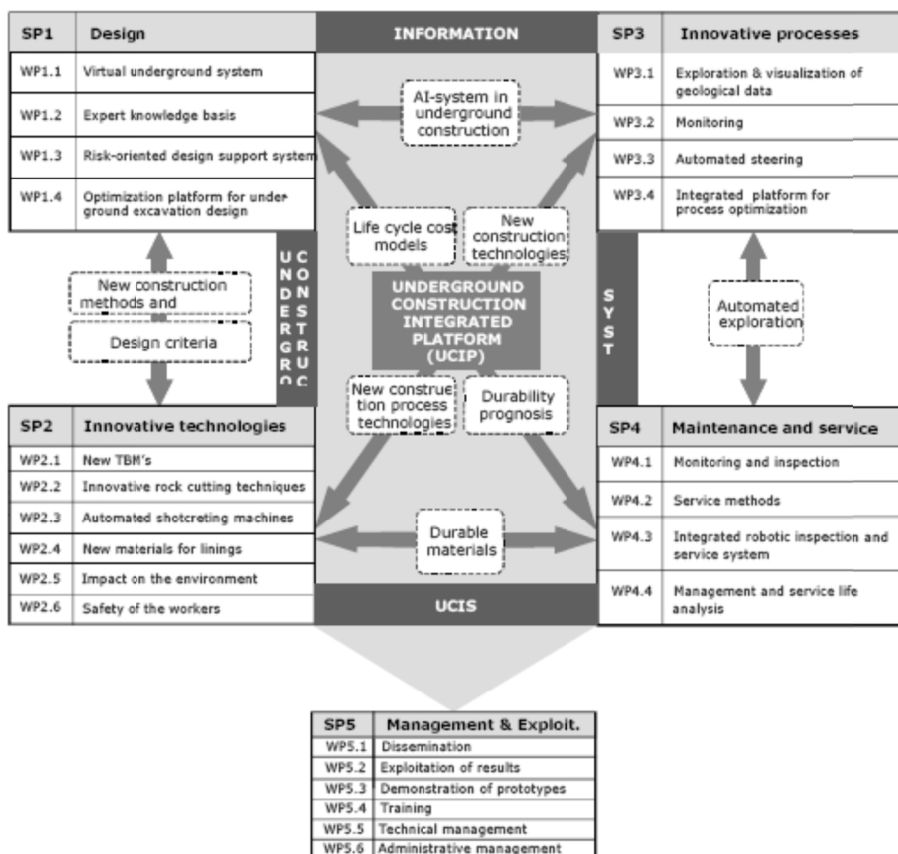 SP1 Design
WP1.1 Virtual underground system
WP1.2 Expert knowledge basis
WP1.3 Risk-oriented design support system
WP1.4 Optimization platform for under-
ground excavation design
INFORMATION
SP3 Innovative processes
WP3.1 Exploration & visualization of
geological data
WP3.2 Monitoring
WP3.3 Automated steering
WP3.4 Integrated platform for
process optimization
AI-system in
underground
construction
Life cycle cost
models
New
construction
technologies
New construction
methods and
Design criteria
UNDERGRO
CONSTRUC
UNDERGROUND
CONSTRUCTION
INTEGRATED
PLATFORM
(UCIP)
SYST
Automated
exploration
New construc
tion process
technologies
Durability
prognosis
SP2 Innovative technologies
WP2.1 New TBM's
WP2.2 Innovative rock cutting techniques
WP2.3 Automated shotcreting machines
WP2.4 New materials for linings
WP2.5 Impact on the environment
WP2.6 Safety of the workers
Durable
materials
UCIS
SP4 Maintenance and service
WP4.1 Monitoring and inspection
WP4.2 Service methods
WP4.3 Integrated robotic inspection and
service system
WP4.4 Management and service life
analysis
SP5 Management & Exploit.
WP5.1 Dissemination
WP5.2 Exploitation of results
WP5.3 Demonstration of prototypes
WP5.4 Training
WP5.5 Technical management
WP5.6 Administrative management